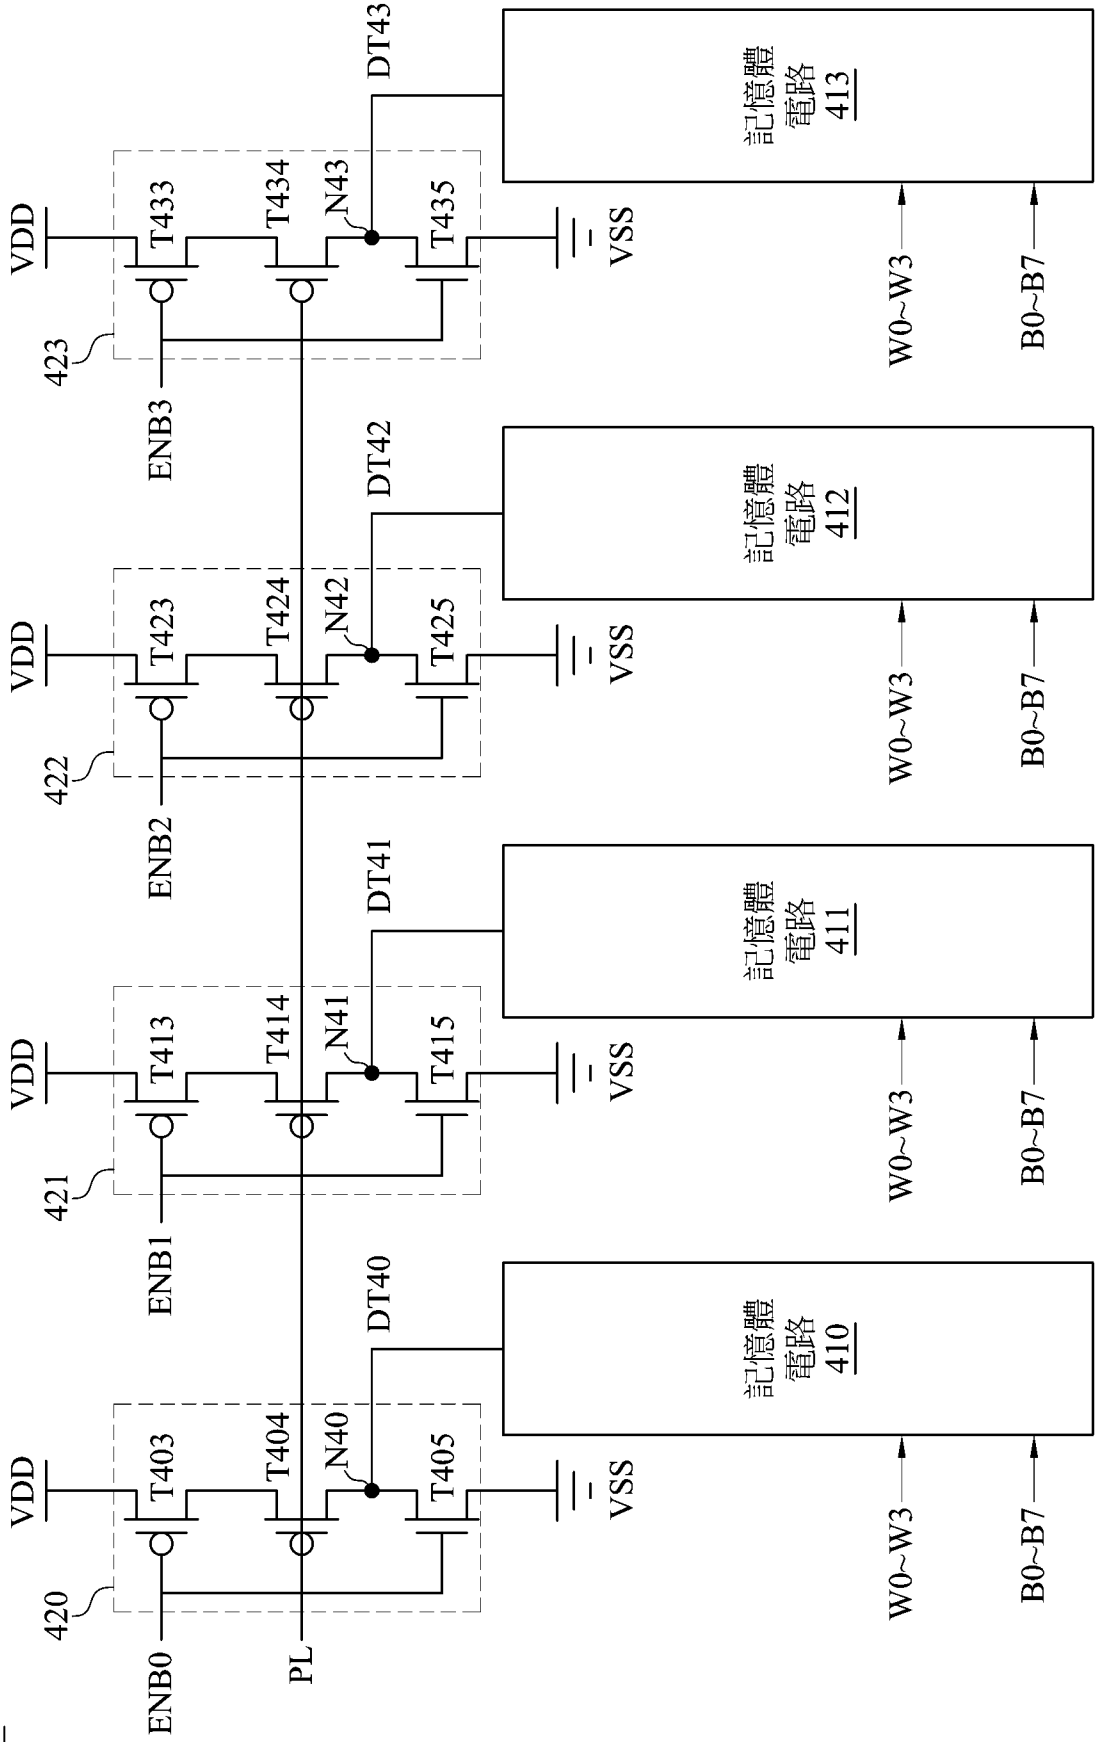 VDD
VDD
VDD
VDD
420
421
422
423
T403
T413
T423
T433
ENB0
ENB1
ENB2
ENB3
T404
T414
T424
T434
PL
N40
N41
N42
N43
DT40
DT41
DT42
DT43
T405
T415
T425
T435
VSS
VSS
VSS
VSS
記憶體
電路
410
記憶體
電路
411
記憶體
電路
412
記憶體
電路
413
W0~W3
W0~W3
W0~W3
W0~W3
B0~B7
B0~B7
B0~B7
B0~B7